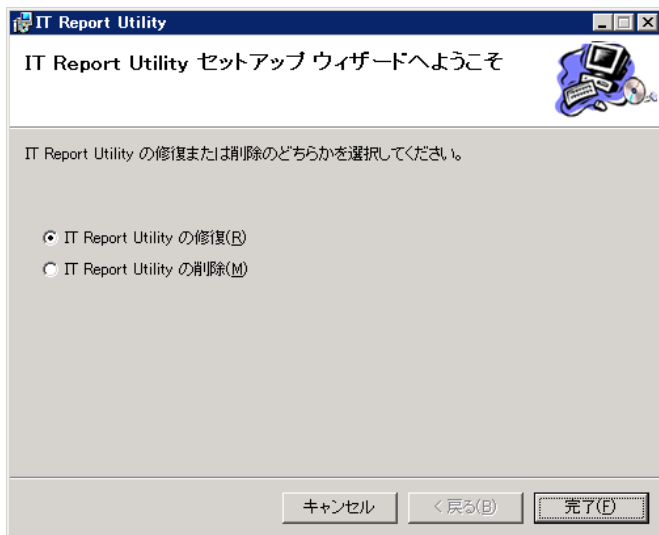 IT Report Utility
IT Report Utility セットアップ ウィザードへようこそ
IT Report Utility の修復または削除のどちらかを選択してください。
IT Report Utility の修復(R)
IT Report Utility の削除(M)
キャンセル
< 戻る(B)
完了(F)